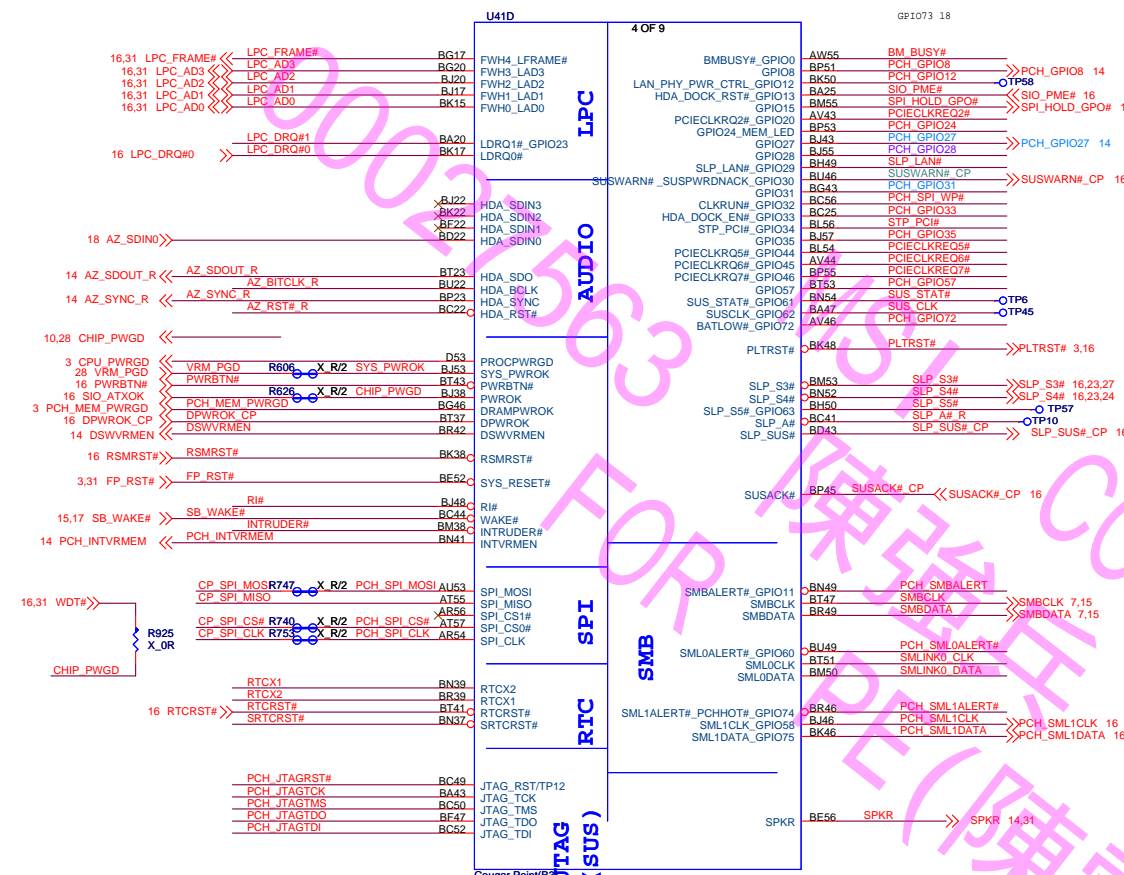 U41D
4 OF 9
GPIO73 18
16,31 LPC_FRAME# LPC_FRAME# BG17 FWH4_LFRAME#
16,31 LPC_AD3 LPC_AD3 BG20 FWH3_LAD3
16,31 LPC_AD2 LPC_AD2 BJ20 FWH2_LAD2
16,31 LPC_AD1 LPC_AD1 BJ17 FWH1_LAD1
16,31 LPC_AD0 LPC_AD0 BK15 FWH0_LAD0
LPC_DRQ#1 BA20 LDRQ1#_GPIO23
16 LPC_DRQ#0 LPC_DRQ#0 BK17 LDRQ0#
LPC
BJ22 HDA_SDIN3
BK22 HDA_SDIN2
BF22 HDA_SDIN1
18 AZ_SDIN0 BD22 HDA_SDIN0
14 AZ_SDOUT_R AZ_SDOUT_R BT23 HDA_SDO
AZ_BITCLK_R BU22 HDA_BCLK
14 AZ_SYNC_R AZ_SYNC_R BP23 HDA_SYNC
AZ_RST#_R BC22 HDA_RST#
AUDIO
10,28 CHIP_PWGD
3 CPU_PWRGD D53 PROCPWRGD
28 VRM_PGD VRM_PGD R606 X_R/2 SYS_PWROK BJ53 SYS_PWROK
16 PWRBTN# PWRBTN# BT43 PWRBTN#
16 SIO_ATXOK R626 X_R/2 CHIP_PWGD BJ38 PWROK
3 PCH_MEM_PWRGD PCH_MEM_PWRGD BG46 DRAMPWROK
16 DPWROK_CP DPWROK_CP BT37 DPWROK
14 DSWVRMEN DSWVRMEN BR42 DSWVRMEN
16 RSMRST# RSMRST# BK38 RSMRST#
3,31 FP_RST# FP_RST# BE52 SYS_RESET#
RI# BJ48 RI#
15,17 SB_WAKE# SB_WAKE# BC44 WAKE#
INTRUDER# BM38 INTRUDER#
14 PCH_INTVRMEM PCH_INTVRMEM BN41 INTVRMEN
CP_SPI_MOS R747 X_R/2 PCH_SPI_MOSI AU53 SPI_MOSI
CP_SPI_MISO AT55 SPI_MISO
AR56 SPI_CS1#
CP_SPI_CS# R740 X_R/2 PCH_SPI_CS# AT57 SPI_CS0#
CP_SPI_CLK R753 X_R/2 PCH_SPI_CLK AR54 SPI_CLK
SPI
16,31 WDT#
R925
X_0R
CHIP_PWGD
RTCX1 BN39 RTCX2
RTCX2 BR39 RTCX1
16 RTCRST# RTCRST# BT41 RTCRST#
SRTCRST# BN37 SRTCRST#
RTC
PCH_JTAGRST# BC49 JTAG_RST/TP12
PCH_JTAGTCK BA43 JTAG_TCK
PCH_JTAGTMS BC50 JTAG_TMS
PCH_JTAGTDO BF47 JTAG_TDO
PCH_JTAGTDI BC52 JTAG_TDI
JTAG
(SUS)
BMBUSY#_GPIO0 AW55 BM_BUSY#
GPIO8 BP51 PCH_GPIO8 PCH_GPIO8 14
LAN_PHY_PWR_CTRL_GPIO12 BK50 PCH_GPIO12 TP58
HDA_DOCK_RST#_GPIO13 BA25 SIO_PME# SIO_PME# 16
GPIO15 BM55 SPI_HOLD_GPO# SPI_HOLD_GPO# 1
PCIECLKRQ2#_GPIO20 AV43 PCIECLKREQ2#
GPIO24_MEM_LED BP53 PCH_GPIO24
GPIO27 BJ43 PCH_GPIO27 PCH_GPIO27 14
GPIO28 BJ55 PCH_GPIO28
SLP_LAN#_GPIO29 BH49 SLP_LAN#
SUSWARN#_SUSPWRDNACK_GPIO30 BU46 SUSWARN#_CP SUSWARN#_CP 16
GPIO31 BG43 PCH_GPIO31
CLKRUN#_GPIO32 BC56 PCH_SPI_WP#
HDA_DOCK_EN#_GPIO33 BC25 PCH_GPIO33
STP_PCI#_GPIO34 BL56 STP_PCI#
GPIO35 BJ57 PCH_GPIO35
PCIECLKRQ5#_GPIO44 BL54 PCIECLKREQ5#
PCIECLKRQ6#_GPIO45 AV44 PCIECLKREQ6#
PCIECLKRQ7#_GPIO46 BP55 PCIECLKREQ7#
GPIO57 BT53 PCH_GPIO57
SUS_STAT#_GPIO61 BN54 SUS_STAT# TP6
SUSCLK_GPIO62 BA47 SUS_CLK TP45
BATLOW#_GPIO72 AV46 PCH_GPIO72
PLTRST# BK48 PLTRST# PLTRST# 3,16
SLP_S3# BM53 SLP_S3# SLP_S3# 16,23,27
SLP_S4# BN52 SLP_S4# SLP_S4# 16,23,24
SLP_S5#_GPIO63 BH50 SLP_S5# TP57
SLP_A# BC41 SLP_A#_R TP10
SLP_SUS# BD43 SLP_SUS#_CP SLP_SUS#_CP 16
SUSACK# BP45 SUSACK#_CP SUSACK#_CP 16
SMBALERT#_GPIO11 BN49 PCH_SMBALERT
SMBCLK BT47 SMBCLK SMBCLK 7,15
SMBDATA BR49 SMBDATA SMBDATA 7,15
SMB
SML0ALERT#_GPIO60 BU49 PCH_SML0ALERT#
SML0CLK BT51 SMLINK0_CLK
SML0DATA BM50 SMLINK0_DATA
SML1ALERT#_PCHHOT#_GPIO74 BR46 PCH_SML1ALERT#
SML1CLK_GPIO58 BJ46 PCH_SML1CLK PCH_SML1CLK 16
SML1DATA_GPIO75 BK46 PCH_SML1DATA PCH_SML1DATA 16
SPKR BE56 SPKR SPKR 14,31
00027563 MSI CO
FOR 陳強兵
PE(陳